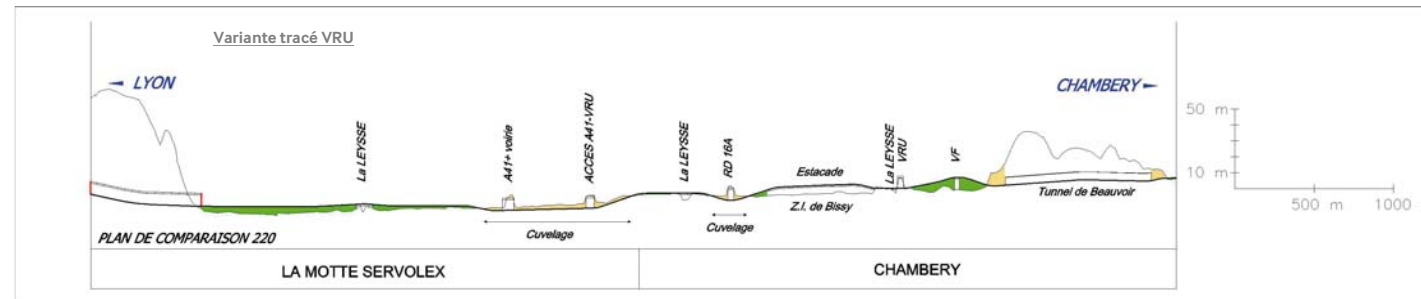 Variante tracé VRU
LYON
CHAMBERY
La LEYSSE
A41+ voirie
ACCES A41-VRU
La LEYSSE
RD 16A
La LEYSSE
VRU
VF
Estacade
Z.I. de Bissy
Tunnel de Beauvoir
Cuvelage
Cuvelage
PLAN DE COMPARAISON 220
LA MOTTE SERVOLEX
CHAMBERY
50 m
10 m
500 m
1000